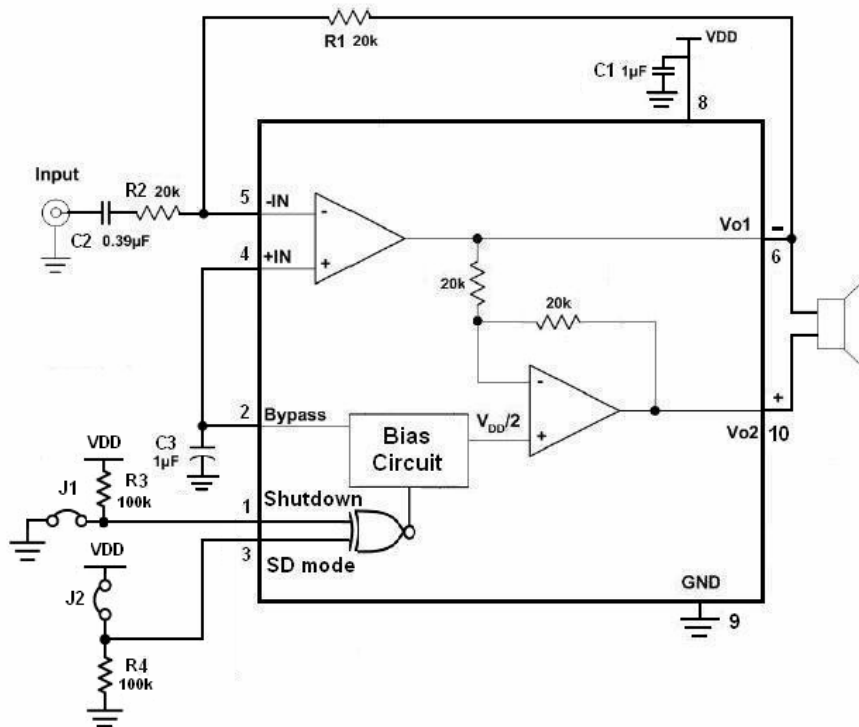 R1 20k
VDD
C1 1µF
8
Input
R2 20k
5
-IN
-
C2 0.39µF
4
+IN
+
Vo1
-
6
20k
20k
2
Bypass
VDD/2
-
+
+
Vo2
10
Bias
Circuit
C3
1µF
VDD
R3
100k
J1
1
Shutdown
3
SD mode
VDD
J2
R4
100k
GND
9